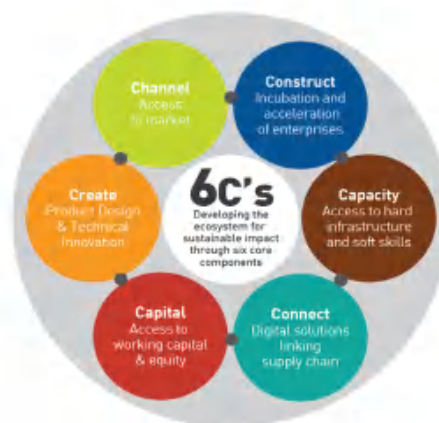 Channel
Access
to market
Construct
Incubation and
acceleration
of enterprises
Create
Product Design
& Technical
Innovation
6C's
Developing the
ecosystem for
sustainable impact
through six core
components
Capacity
Access to hard
infrastructure
and soft skills
Capital
Access to
working capital
& equity
Connect
Digital solutions
linking
supply chain